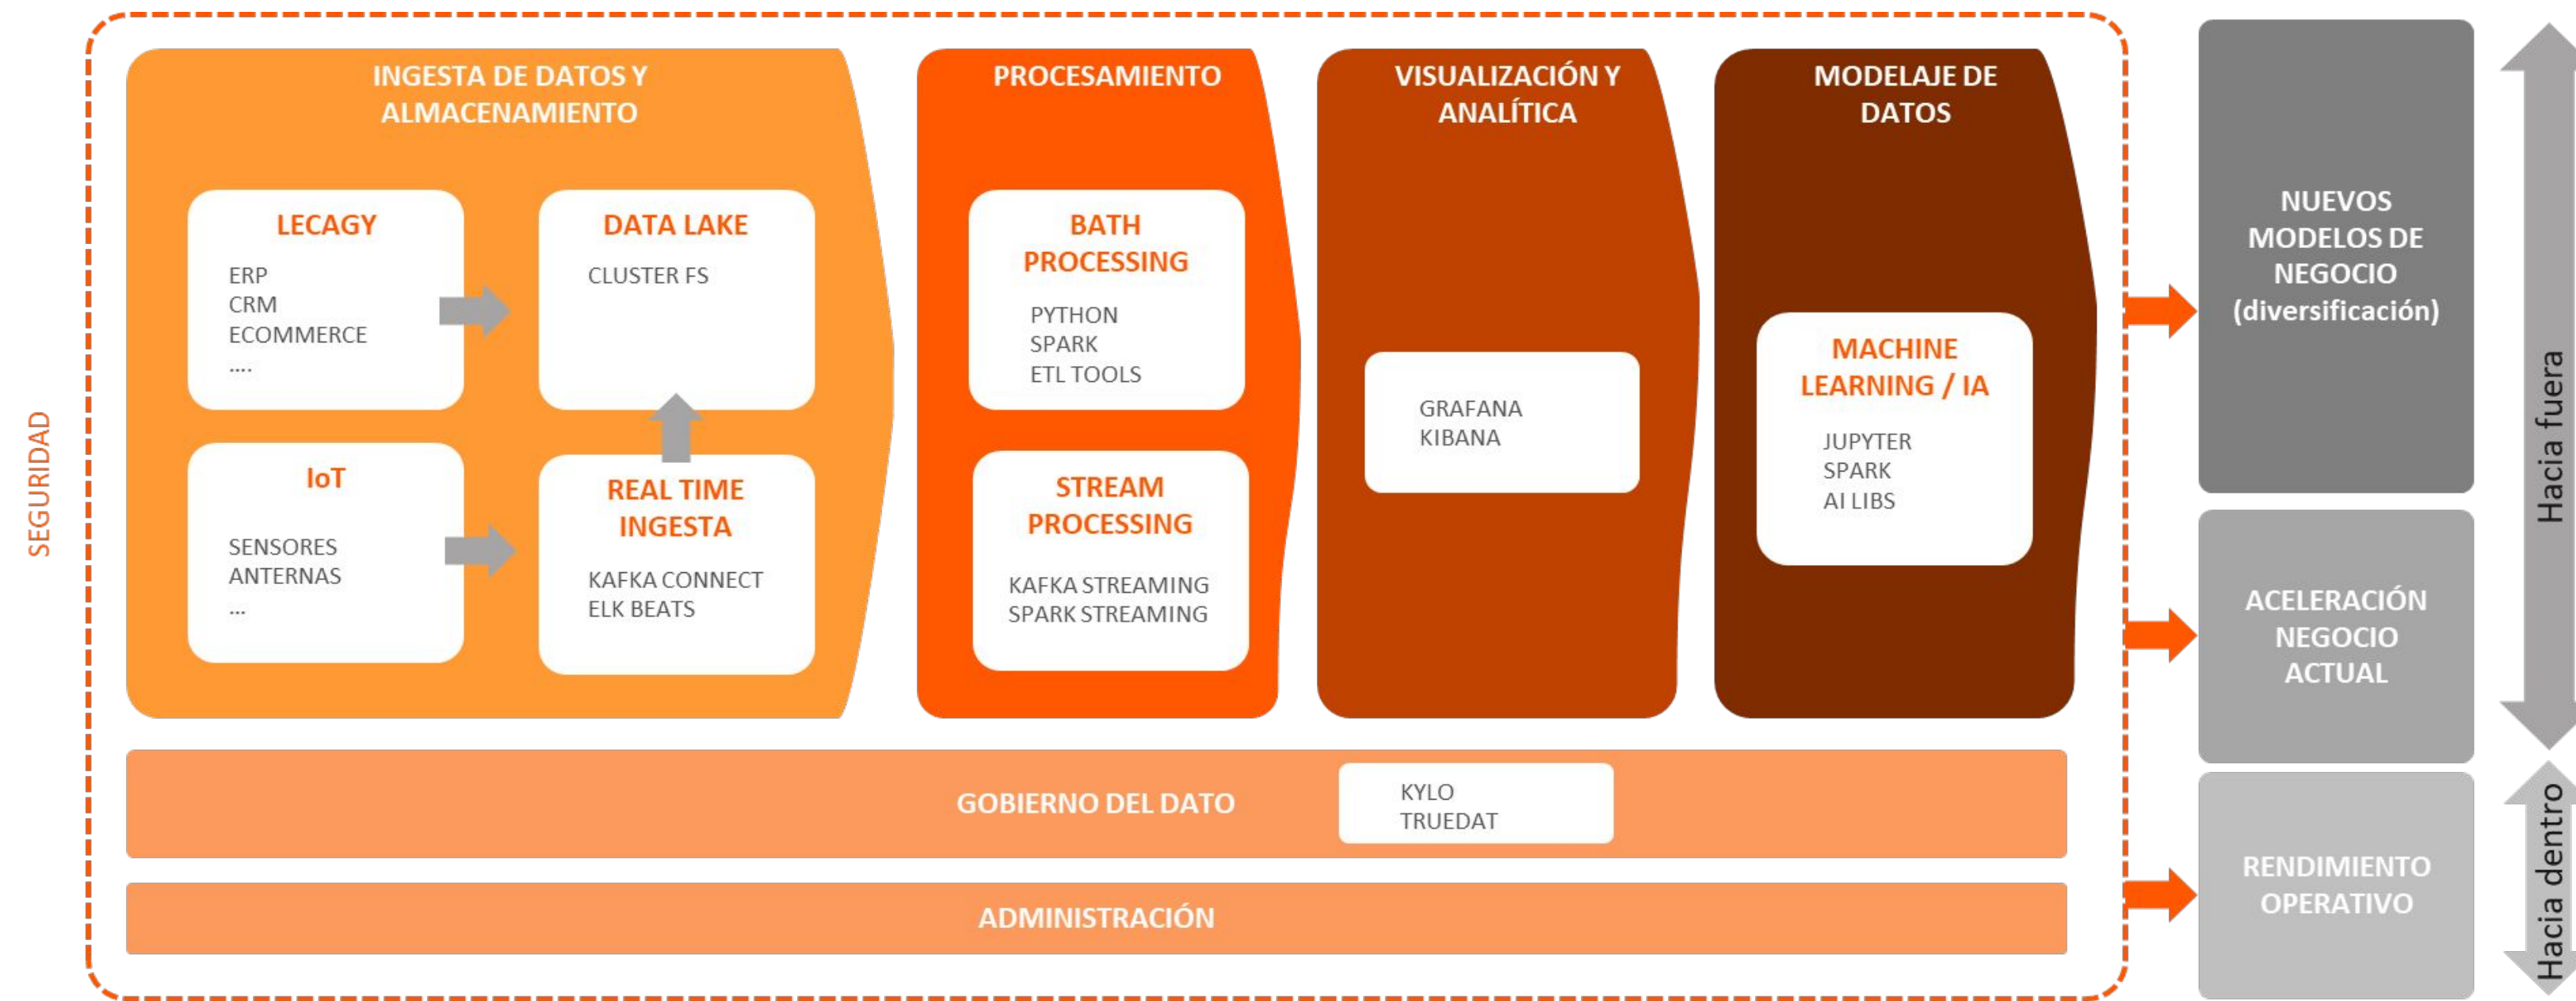 SEGURIDAD
INGESTA DE DATOS Y
ALMACENAMIENTO
LECAGY
ERP
CRM
ECOMMERCE
....
DATA LAKE
CLUSTER FS
IoT
SENSORES
ANTERNAS
...
REAL TIME
INGESTA
KAFKA CONNECT
ELK BEATS
PROCESAMIENTO
BATH
PROCESSING
PYTHON
SPARK
ETL TOOLS
STREAM
PROCESSING
KAFKA STREAMING
SPARK STREAMING
VISUALIZACIÓN Y
ANALÍTICA
GRAFANA
KIBANA
MODELAJE DE
DATOS
MACHINE
LEARNING / IA
JUPYTER
SPARK
AI LIBS
GOBIERNO DEL DATO
KYLO
TRUEDAT
ADMINISTRACIÓN
NUEVOS
MODELOS DE
NEGOCIO
(diversificación)
ACELERACIÓN
NEGOCIO
ACTUAL
RENDIMIENTO
OPERATIVO
Hacia fuera
Hacia dentro